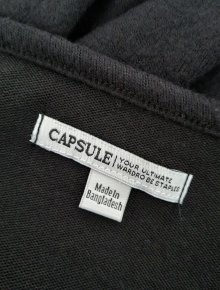 CAPSULE
YOUR ULTIMATE
WARDROBE STAPLES
Made in
Bangladesh